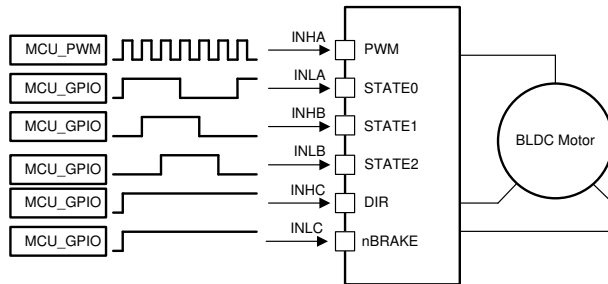 MCU_PWM INHA PWM
MCU_GPIO INLA STATE0
MCU_GPIO INHB STATE1
MCU_GPIO INLB STATE2
MCU_GPIO INHC DIR
MCU_GPIO INLC nBRAKE
BLDC Motor